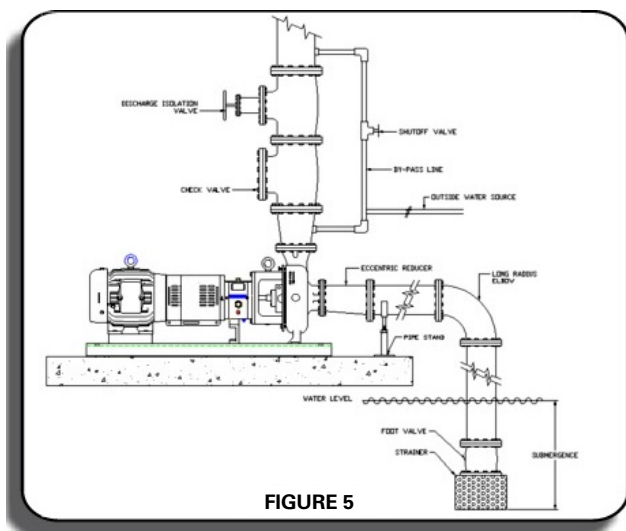 DISCHARGE ISOLATION
VALVE
SHUTOFF VALVE
BY-PASS LINE
CHECK VALVE
OUTSIDE WATER SOURCE
ECCENTRIC REDUCER
LONG RADIUS
ELBOW
PIPE STAND
WATER LEVEL
FOOT VALVE
SUBMERGENCE
STRAINER
FIGURE 5